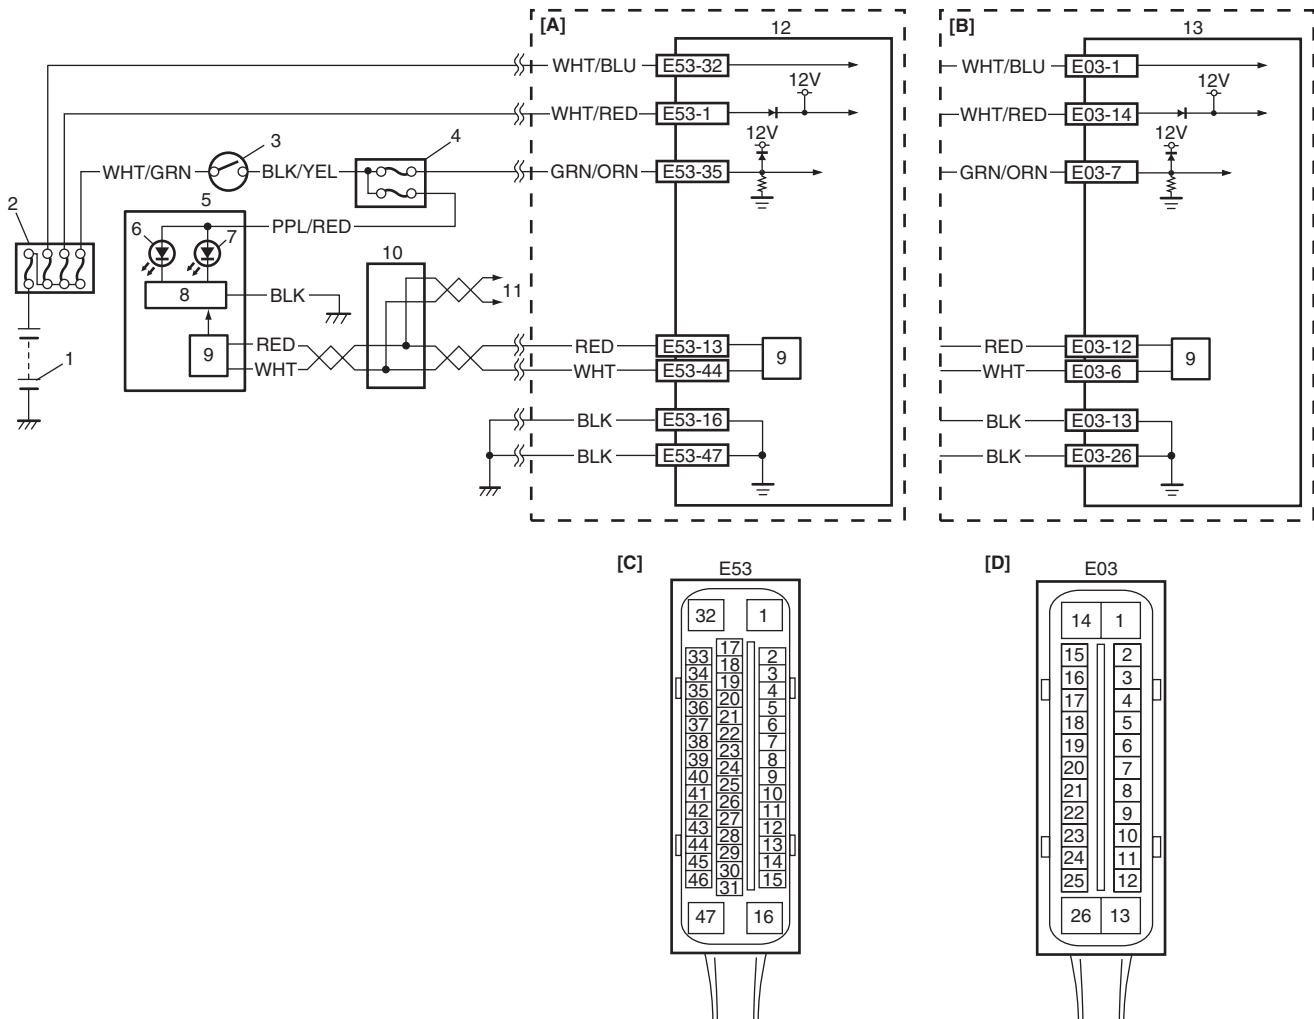 [A]
12
WHT/BLU
E53-32
12V
WHT/RED
E53-1
12V
3
4
WHT/GRN
BLK/YEL
GRN/ORN
E53-35
5
2
PPL/RED
6
7
10
8
BLK
11
RED
9
WHT
1
RED
E53-13
9
WHT
E53-44
BLK
E53-16
BLK
E53-47
[B]
13
WHT/BLU
E03-1
12V
WHT/RED
E03-14
12V
GRN/ORN
E03-7
RED
E03-12
9
WHT
E03-6
BLK
E03-13
BLK
E03-26
[C]
E53
32
1
17
33
2
18
34
3
19
35
4
20
36
5
21
37
6
22
38
7
23
39
8
24
40
9
25
41
10
26
42
11
27
43
12
28
44
13
29
45
14
30
46
15
31
47
16
[D]
E03
14
1
15
2
16
3
17
4
18
5
19
6
20
7
21
8
22
9
23
10
24
11
25
12
26
13